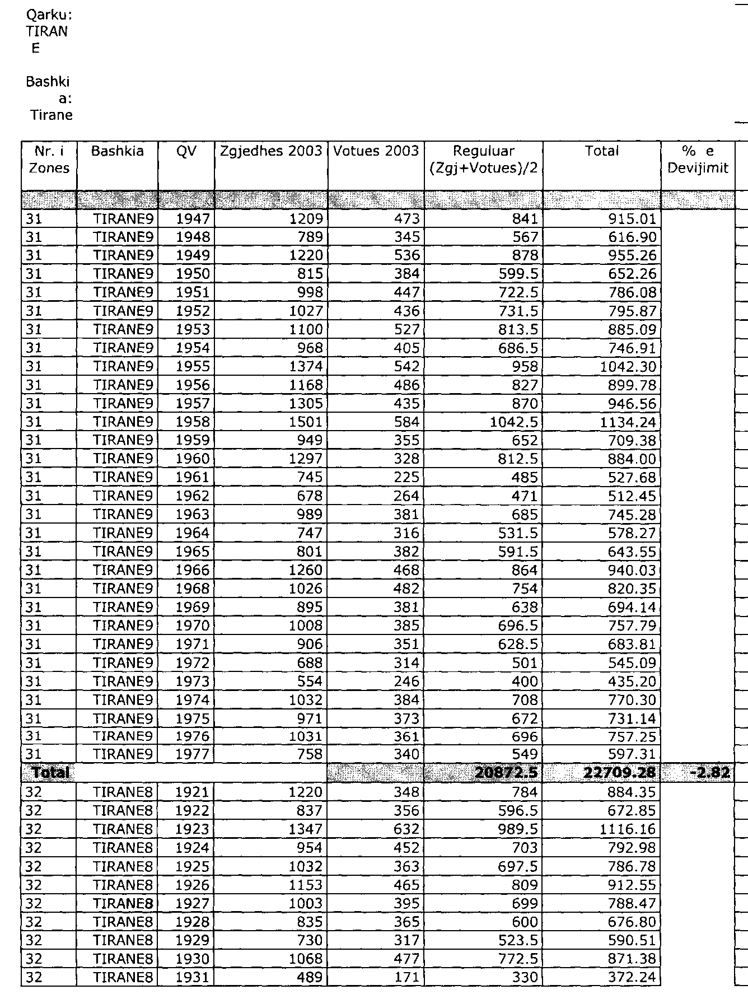 Qarku:
TIRAN
E
Bashki
a:
Tirane
Nr. i Zones Bashkia QV Zgjedhes 2003 Votues 2003 Reguluar (Zgj+Votues)/2 Total % e Devijimit
31 TIRANE9 1947 1209 473 841 915.01
31 TIRANE9 1948 789 345 567 616.90
31 TIRANE9 1949 1220 536 878 955.26
31 TIRANE9 1950 815 384 599.5 652.26
31 TIRANE9 1951 998 447 722.5 786.08
31 TIRANE9 1952 1027 436 731.5 795.87
31 TIRANE9 1953 1100 527 813.5 885.09
31 TIRANE9 1954 968 405 686.5 746.91
31 TIRANE9 1955 1374 542 958 1042.30
31 TIRANE9 1956 1168 486 827 899.78
31 TIRANE9 1957 1305 435 870 946.56
31 TIRANE9 1958 1501 584 1042.5 1134.24
31 TIRANE9 1959 949 355 652 709.38
31 TIRANE9 1960 1297 328 812.5 884.00
31 TIRANE9 1961 745 225 485 527.68
31 TIRANE9 1962 678 264 471 512.45
31 TIRANE9 1963 989 381 685 745.28
31 TIRANE9 1964 747 316 531.5 578.27
31 TIRANE9 1965 801 382 591.5 643.55
31 TIRANE9 1966 1260 468 864 940.03
31 TIRANE9 1968 1026 482 754 820.35
31 TIRANE9 1969 895 381 638 694.14
31 TIRANE9 1970 1008 385 696.5 757.79
31 TIRANE9 1971 906 351 628.5 683.81
31 TIRANE9 1972 688 314 501 545.09
31 TIRANE9 1973 554 246 400 435.20
31 TIRANE9 1974 1032 384 708 770.30
31 TIRANE9 1975 971 373 672 731.14
31 TIRANE9 1976 1031 361 696 757.25
31 TIRANE9 1977 758 340 549 597.31
Total 20872.5 22709.28 -2.82
32 TIRANE8 1921 1220 348 784 884.35
32 TIRANE8 1922 837 356 596.5 672.85
32 TIRANE8 1923 1347 632 989.5 1116.16
32 TIRANE8 1924 954 452 703 792.98
32 TIRANE8 1925 1032 363 697.5 786.78
32 TIRANE8 1926 1153 465 809 912.55
32 TIRANE8 1927 1003 395 699 788.47
32 TIRANE8 1928 835 365 600 676.80
32 TIRANE8 1929 730 317 523.5 590.51
32 TIRANE8 1930 1068 477 772.5 871.38
32 TIRANE8 1931 489 171 330 372.24